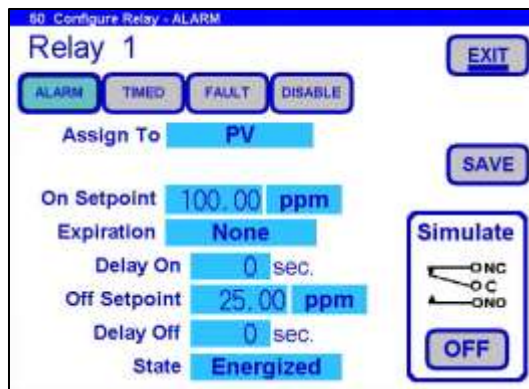 60 Configure Relay - ALARM
Relay 1
EXIT
ALARM TIMED FAULT DISABLE
Assign To PV
SAVE
On Setpoint 100.00 ppm
Expiration None
Delay On 0 sec.
Off Setpoint 25.00 ppm
Delay Off 0 sec.
State Energized
Simulate
NC
C
NO
OFF